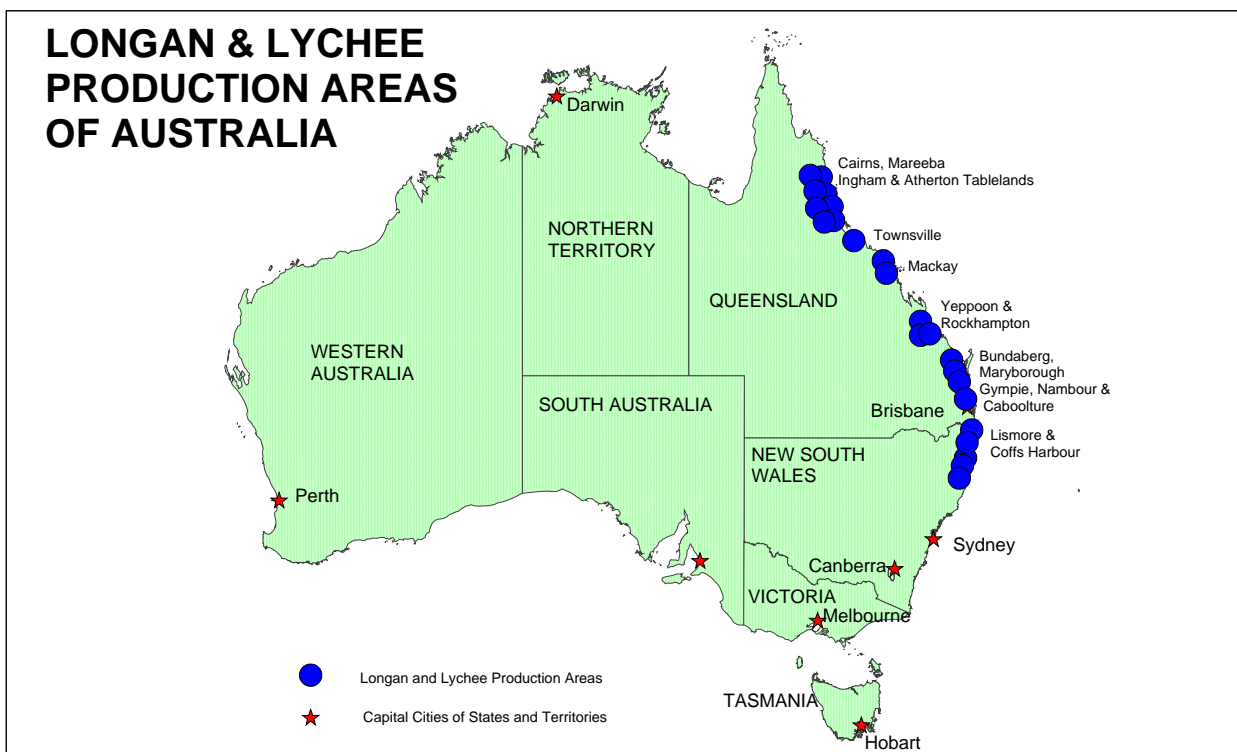 LONGAN & LYCHEE
PRODUCTION AREAS
OF AUSTRALIA
Darwin
Cairns, Mareeba
Ingham & Atherton Tablelands
NORTHERN
TERRITORY
Townsville
Mackay
QUEENSLAND
Yeppoon &
Rockhampton
WESTERN
AUSTRALIA
Bundaberg,
Maryborough
Gympie, Nambour &
Caboolture
SOUTH AUSTRALIA
Brisbane
Lismore &
Coffs Harbour
NEW SOUTH
WALES
Perth
Sydney
Canberra
VICTORIA
Melbourne
Longan and Lychee Production Areas
TASMANIA
Capital Cities of States and Territories
Hobart